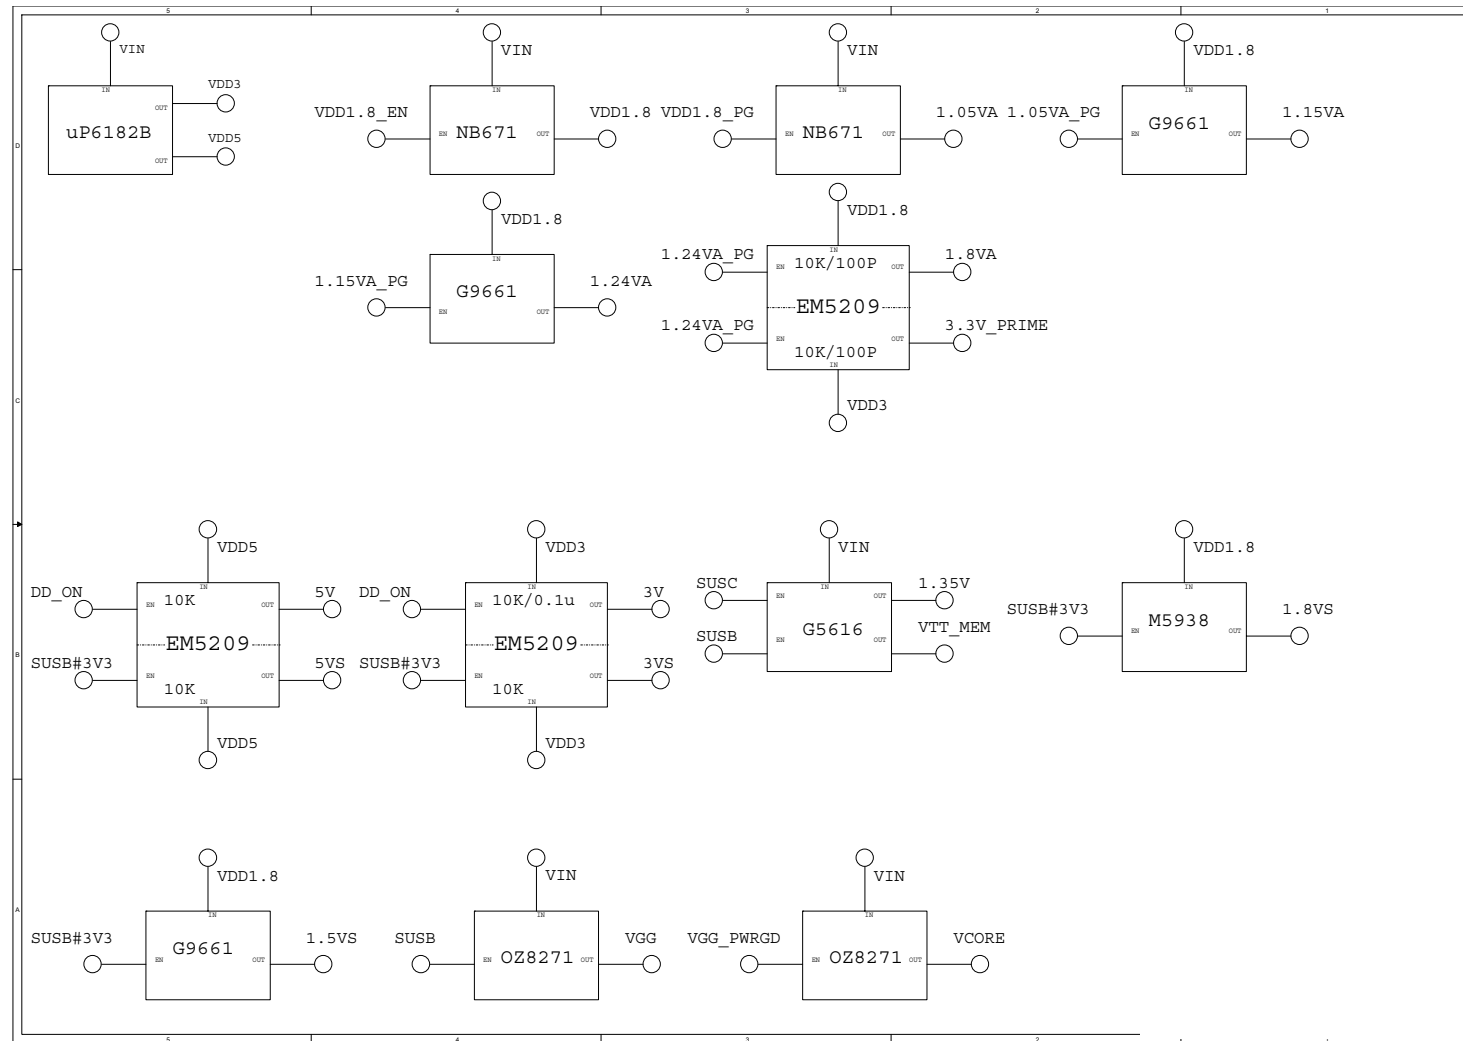 5 4 3 2 1
VIN
IN
uP6182B
OUT
VDD3
OUT
VDD5
VIN
IN
VDD1.8_EN
EN
NB671
OUT
VDD1.8
VIN
IN
VDD1.8_PG
EN
NB671
OUT
1.05VA
VDD1.8
IN
1.05VA_PG
EN
G9661
OUT
1.15VA
D
VDD1.8
IN
1.15VA_PG
EN
G9661
OUT
1.24VA
VDD1.8
IN
1.24VA_PG
EN
10K/100P
OUT
1.8VA
EM5209
1.24VA_PG
EN
10K/100P
OUT
3.3V_PRIME
IN
VDD3
C
VDD5
IN
DD_ON
EN
10K
OUT
5V
EM5209
SUSB#3V3
EN
10K
OUT
5VS
IN
VDD5
VDD3
IN
DD_ON
EN
10K/0.1u
OUT
3V
EM5209
SUSB#3V3
EN
10K
OUT
3VS
IN
VDD3
VIN
IN
SUSC
EN
OUT
1.35V
G5616
SUSB
EN
OUT
VTT_MEM
VDD1.8
IN
SUSB#3V3
EN
M5938
OUT
1.8VS
B
VDD1.8
IN
SUSB#3V3
EN
G9661
OUT
1.5VS
VIN
IN
SUSB
EN
OZ8271
OUT
VGG
VIN
IN
VGG_PWRGD
EN
OZ8271
OUT
VCORE
A
5 4 3 2